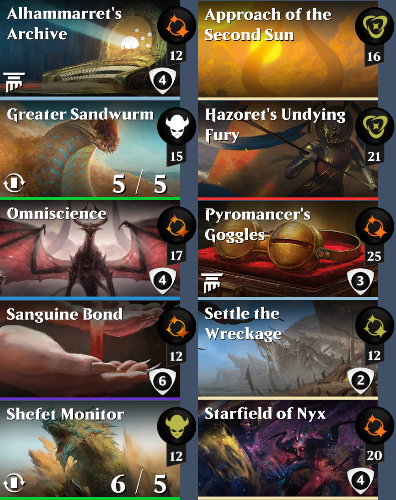 Alhammarret's
Archive
12
4
Approach of the
Second Sun
16
Greater Sandwurm
15
5 / 5
Hazoret's Undying
Fury
21
Omniscience
17
4
Pyromancer's
Goggles
25
3
Sanguine Bond
12
6
Settle the
Wreckage
12
2
Shefet Monitor
12
6 / 5
Starfield of Nyx
20
4